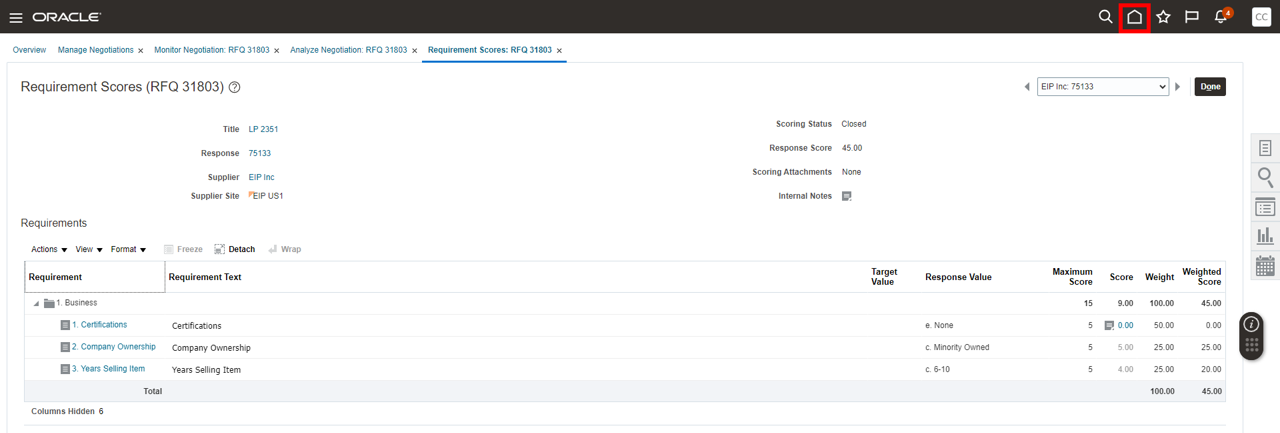 ORACLE
4
CC
Overview Manage Negotiations × Monitor Negotiation: RFQ 31803 × Analyze Negotiation: RFQ 31803 × Requirement Scores: RFQ 31803 ×
Requirement Scores (RFQ 31803) ?
EIP Inc: 75133
Done
Title LP 2351
Response 75133
Supplier EIP Inc
Supplier Site EIP US1
Scoring Status Closed
Response Score 45.00
Scoring Attachments None
Internal Notes
Requirements
Actions View Format Freeze Detach Wrap
Requirement Requirement Text Target Value Response Value Maximum Score Score Weight Weighted Score
1. Business 15 9.00 100.00 45.00
1. Certifications Certifications e. None 5 0.00 50.00 0.00
2. Company Ownership Company Ownership c. Minority Owned 5 5.00 25.00 25.00
3. Years Selling Item Years Selling Item c. 6-10 5 4.00 25.00 20.00
Total 100.00 45.00
Columns Hidden 6